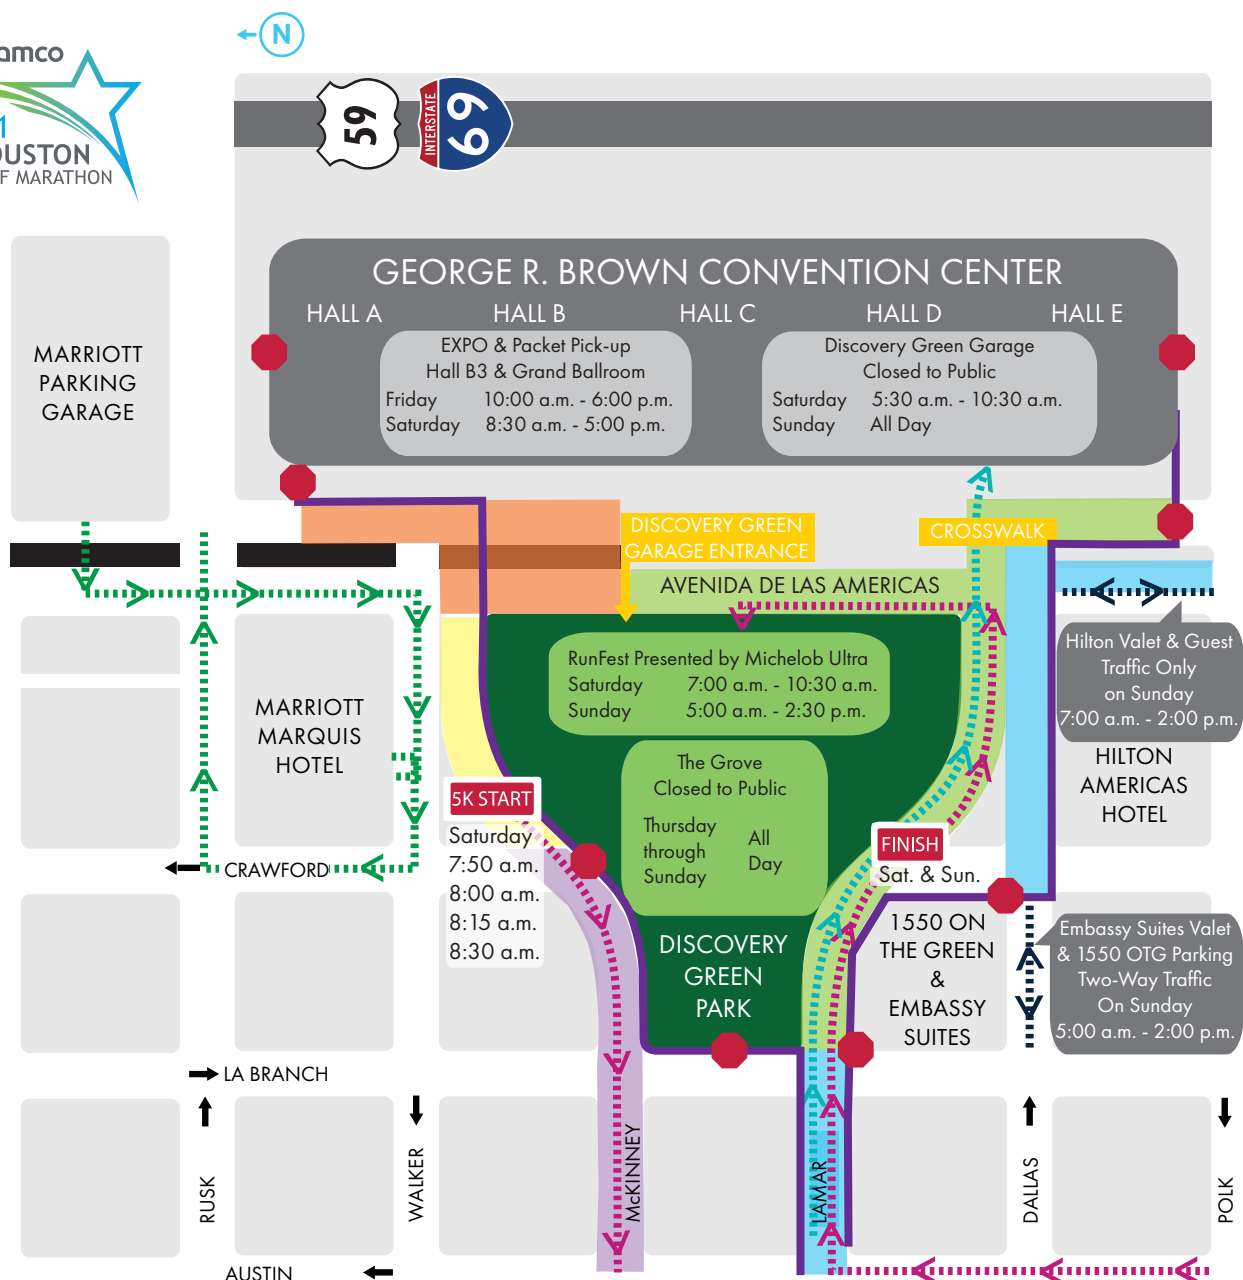 N
amco
59
INTERSTATE
69
OUSTON
F MARATHON
GEORGE R. BROWN CONVENTION CENTER
HALL A
HALL B
HALL C
HALL D
HALL E
EXPO & Packet Pick-up
Hall B3 & Grand Ballroom
Friday 10:00 a.m. - 6:00 p.m.
Saturday 8:30 a.m. - 5:00 p.m.
Discovery Green Garage
Closed to Public
Saturday 5:30 a.m. - 10:30 a.m.
Sunday All Day
MARRIOTT
PARKING
GARAGE
DISCOVERY GREEN
GARAGE ENTRANCE
CROSSWALK
AVENIDA DE LAS AMERICAS
RunFest Presented by Michelob Ultra
Saturday 7:00 a.m. - 10:30 a.m.
Sunday 5:00 a.m. - 2:30 p.m.
Hilton Valet & Guest
Traffic Only
on Sunday
7:00 a.m. - 2:00 p.m.
MARRIOTT
MARQUIS
HOTEL
The Grove
Closed to Public
Thursday
through
Sunday
All
Day
HILTON
AMERICAS
HOTEL
5K START
Saturday
7:50 a.m.
8:00 a.m.
8:15 a.m.
8:30 a.m.
FINISH
Sat. & Sun.
CRAWFORD
DISCOVERY
GREEN
PARK
1550 ON
THE GREEN
&
EMBASSY
SUITES
Embassy Suites Valet
& 1550 OTG Parking
Two-Way Traffic
On Sunday
5:00 a.m. - 2:00 p.m.
LA BRANCH
RUSK
WALKER
McKINNEY
LAMAR
DALLAS
POLK
AUSTIN